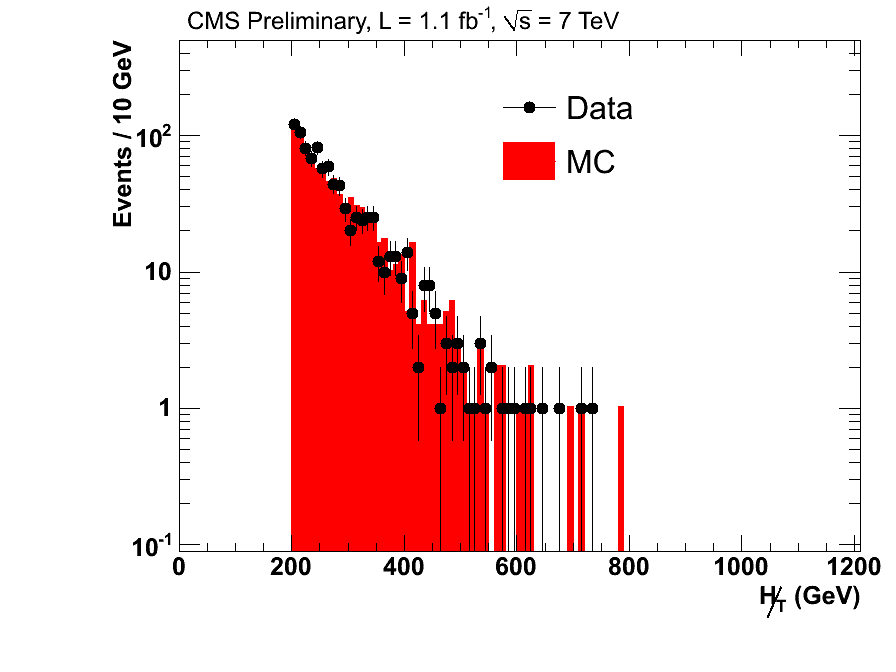 CMS Preliminary, L = 1.1 fb⁻¹, √s = 7 TeV
Events / 10 GeV
Data
MC
10²
10
1
10⁻¹
0 200 400 600 800 1000 1200
H̸_T (GeV)